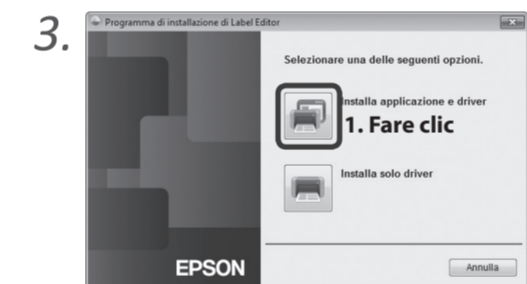 3.
Programma di installazione di Label Editor
Selezionare una delle seguenti opzioni.
Installa applicazione e driver
1. Fare clic
Installa solo driver
EPSON
Annulla